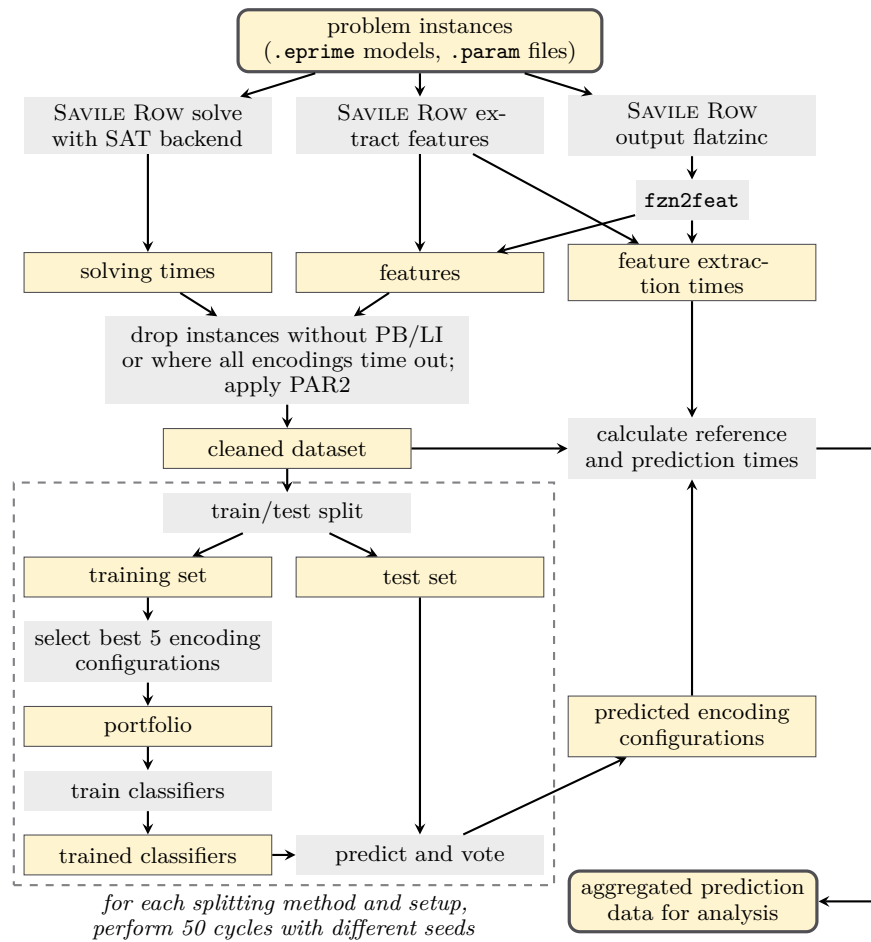 problem instances
(.eprime models, .param files)
SAVILE ROW solve
with SAT backend
SAVILE ROW ex-
tract features
SAVILE ROW
output flatzinc
fzn2feat
solving times
features
feature extrac-
tion times
drop instances without PB/LI
or where all encodings time out;
apply PAR2
cleaned dataset
calculate reference
and prediction times
train/test split
training set
test set
select best 5 encoding
configurations
portfolio
predicted encoding
configurations
train classifiers
trained classifiers
predict and vote
aggregated prediction
data for analysis
for each splitting method and setup,
perform 50 cycles with different seeds